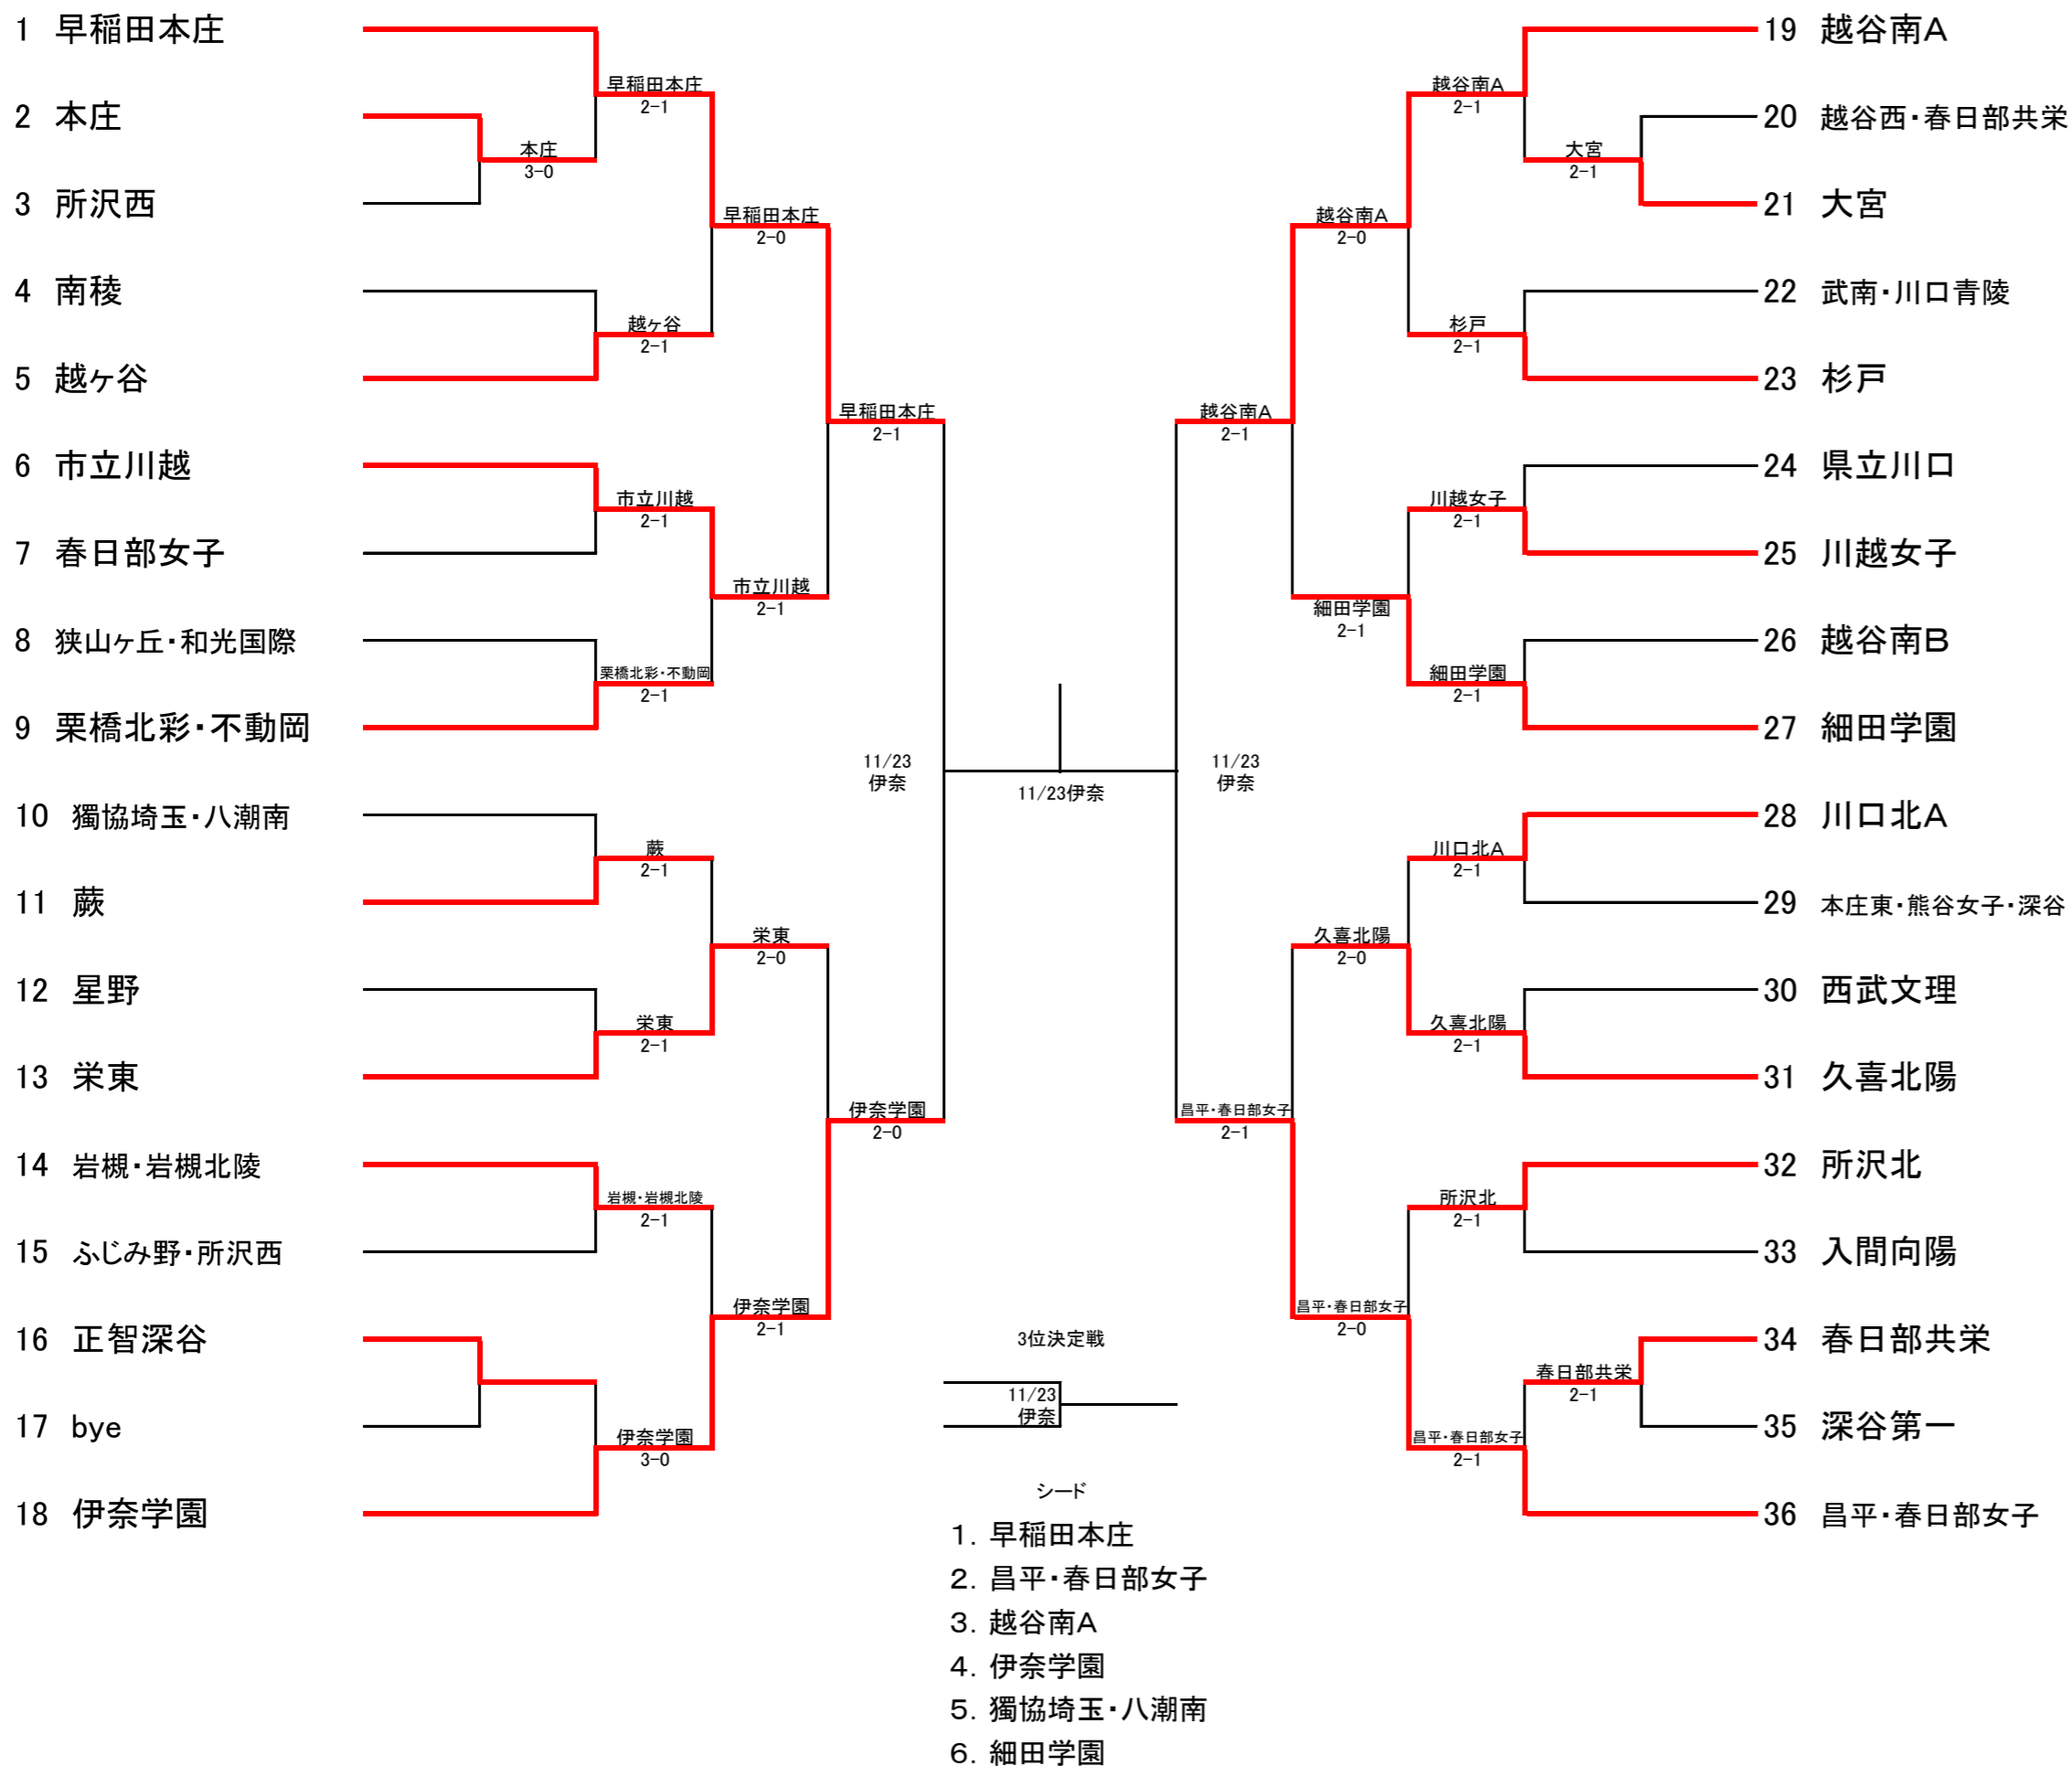 1 早稲田本庄
2 本庄
3 所沢西
4 南稜
5 越ヶ谷
6 市立川越
7 春日部女子
8 狭山ヶ丘・和光国際
9 栗橋北彩・不動岡
10 獨協埼玉・八潮南
11 蕨
12 星野
13 栄東
14 岩槻・岩槻北陵
15 ふじみ野・所沢西
16 正智深谷
17 bye
18 伊奈学園
本庄
3-0
早稲田本庄
2-1
越ヶ谷
2-1
市立川越
2-1
栗橋北彩・不動岡
2-1
蕨
2-1
栄東
2-1
岩槻・岩槻北陵
2-1
伊奈学園
3-0
早稲田本庄
2-0
市立川越
2-1
栄東
2-0
伊奈学園
2-1
早稲田本庄
2-1
伊奈学園
2-0
11/23
伊奈
11/23伊奈
11/23
伊奈
越谷南A
2-1
昌平・春日部女子
2-1
越谷南A
2-0
細田学園
2-1
久喜北陽
2-0
昌平・春日部女子
2-0
越谷南A
2-1
杉戸
2-1
川越女子
2-1
細田学園
2-1
川口北A
2-1
久喜北陽
2-1
所沢北
2-1
昌平・春日部女子
2-1
大宮
2-1
春日部共栄
2-1
19 越谷南A
20 越谷西・春日部共栄
21 大宮
22 武南・川口青陵
23 杉戸
24 県立川口
25 川越女子
26 越谷南B
27 細田学園
28 川口北A
29 本庄東・熊谷女子・深谷
30 西武文理
31 久喜北陽
32 所沢北
33 入間向陽
34 春日部共栄
35 深谷第一
36 昌平・春日部女子
3位決定戦
11/23
伊奈
シード
1. 早稲田本庄
2. 昌平・春日部女子
3. 越谷南A
4. 伊奈学園
5. 獨協埼玉・八潮南
6. 細田学園